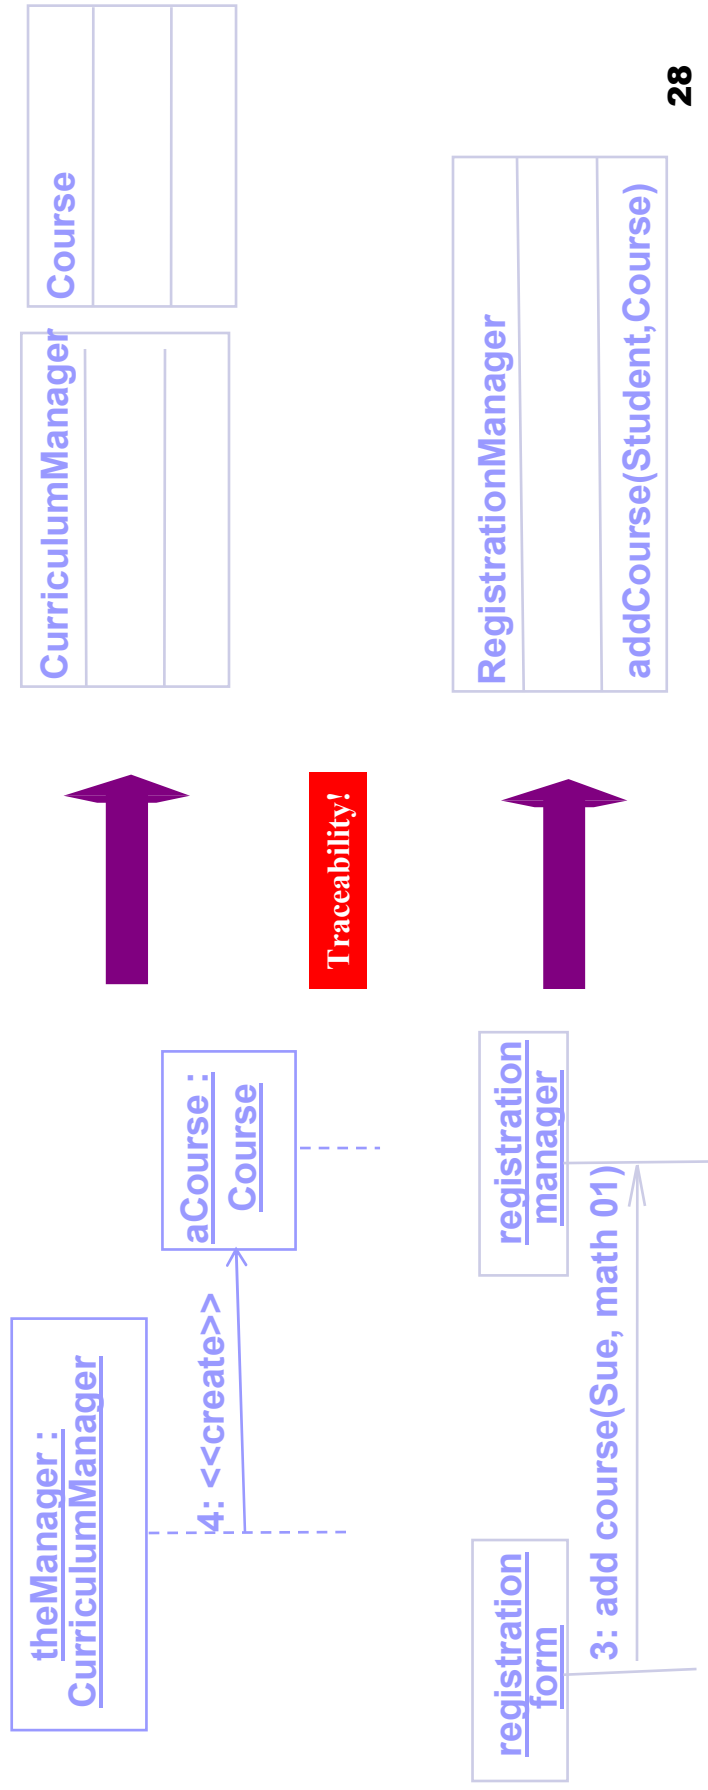 theManager :
CurriculumManager
aCourse :
Course
4: <<create>>
CurriculumManager
Course
Traceability!
registration
form
registration
manager
3: add course(Sue, math 01)
RegistrationManager
addCourse(Student,Course)
28